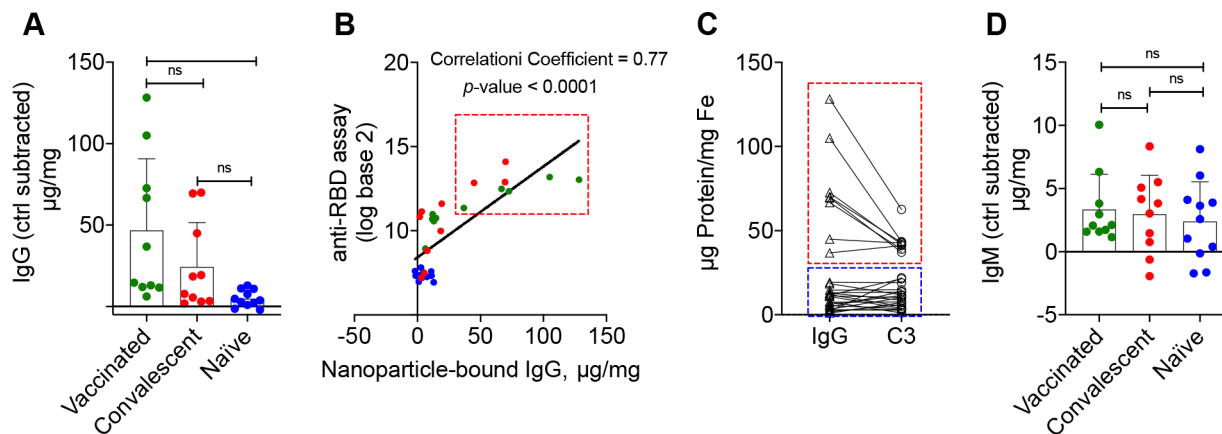 A
IgG (ctrl subtracted)
µg/mg
150
100
50
ns
ns
Vaccinated
Convalescent
Naïve
B
anti-RBD assay
(log base 2)
20
15
10
Correlationi Coefficient = 0.77
p-value < 0.0001
-50
0
50
100
150
Nanoparticle-bound IgG, µg/mg
C
µg Protein/mg Fe
150
100
50
0
IgG
C3
D
IgM (ctrl subtracted)
µg/mg
15
10
5
0
-5
ns
ns
ns
Vaccinated
Convalescent
Naïve